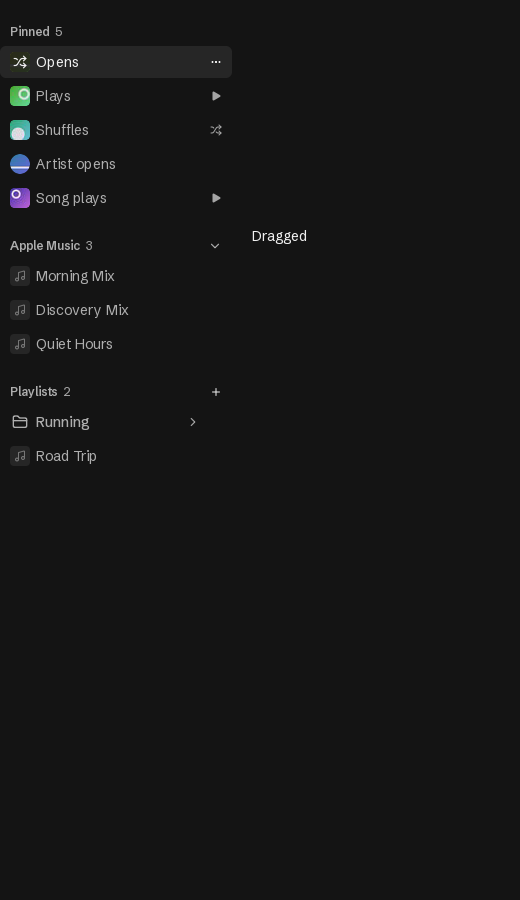 Pinned 5
Opens
Plays
Shuffles
Artist opens
Song plays
Dragged
Apple Music 3
Morning Mix
Discovery Mix
Quiet Hours
Playlists 2
Running
Road Trip